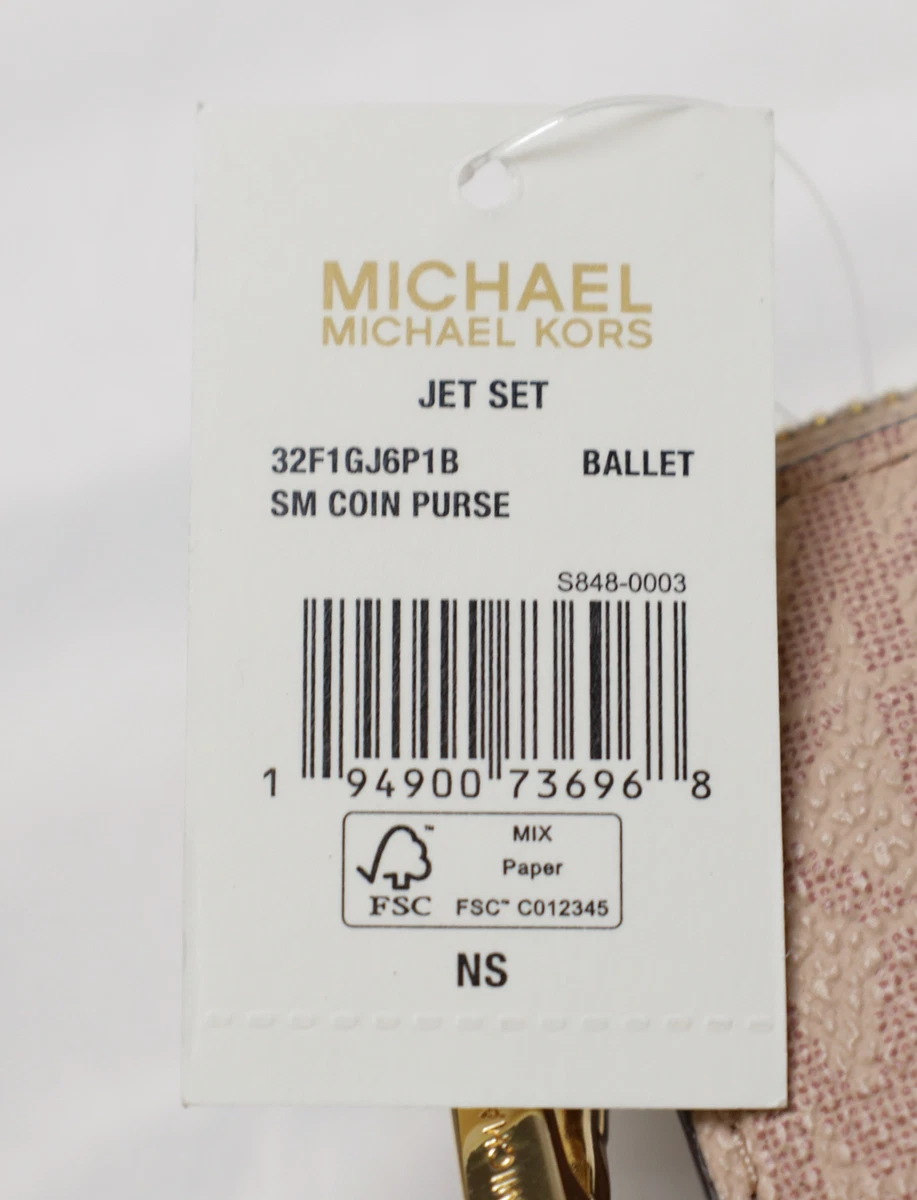 MICHAEL
MICHAEL KORS
JET SET
32F1GJ6P1B BALLET
SM COIN PURSE
S848-0003
1 94900 73696 8
MIX
Paper
FSC™ C012345
FSC
NS
MICHA